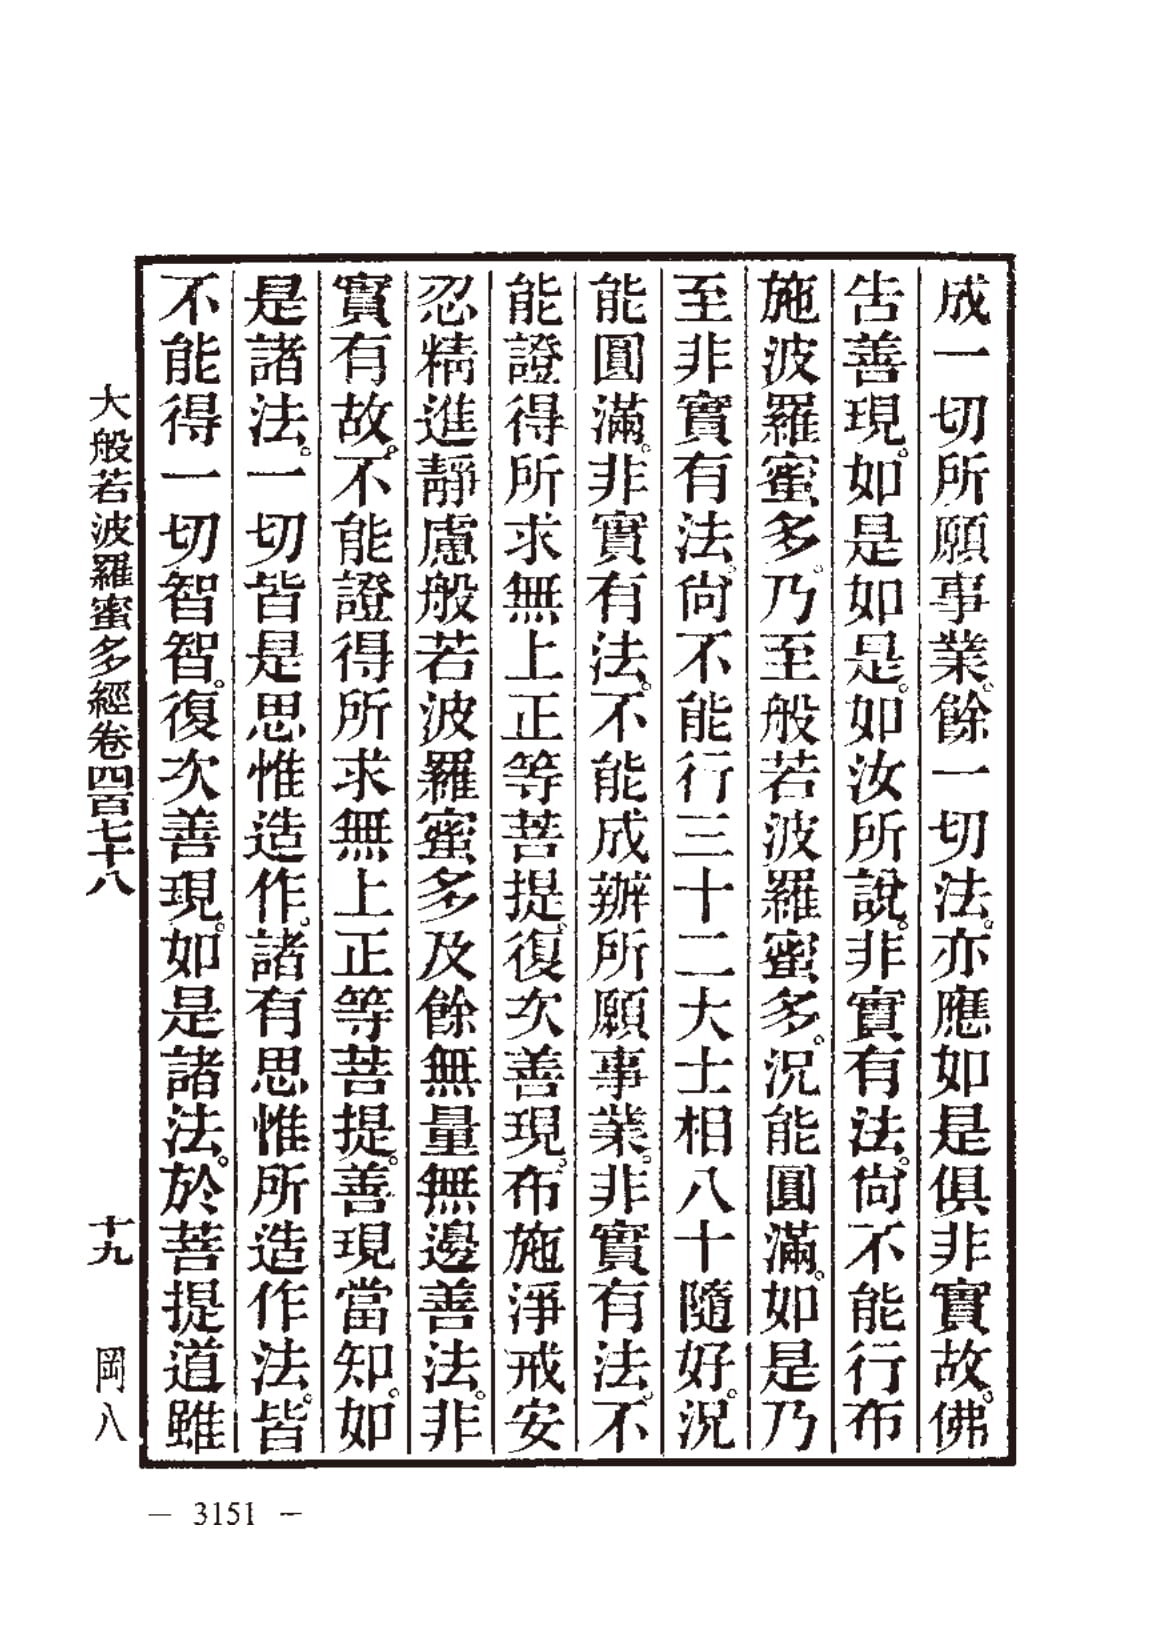 成一切所願事業。餘一切法。亦應如是俱非實故。佛
告善現。如是如是。如汝所說。非實有法。尙不能行布
施波羅蜜多。乃至般若波羅蜜多。況能圓滿。如是乃
至非實有法。尙不能行三十二大士相八十隨好。況
能圓滿。非實有法。不能成辦所願事業。非實有法。不
能證得所求無上正等菩提。復次善現。布施淨戒安
忍精進靜慮般若波羅蜜多及餘無量無邊善法。非
實有故。不能證得所求無上正等菩提。善現當知。如
是諸法。一切皆是思惟造作。諸有思惟所造作法。皆
不能得一切智智。復次善現。如是諸法。於菩提道雖
大般若波羅蜜多經卷四百七十八 十九 岡八
— 3151 —